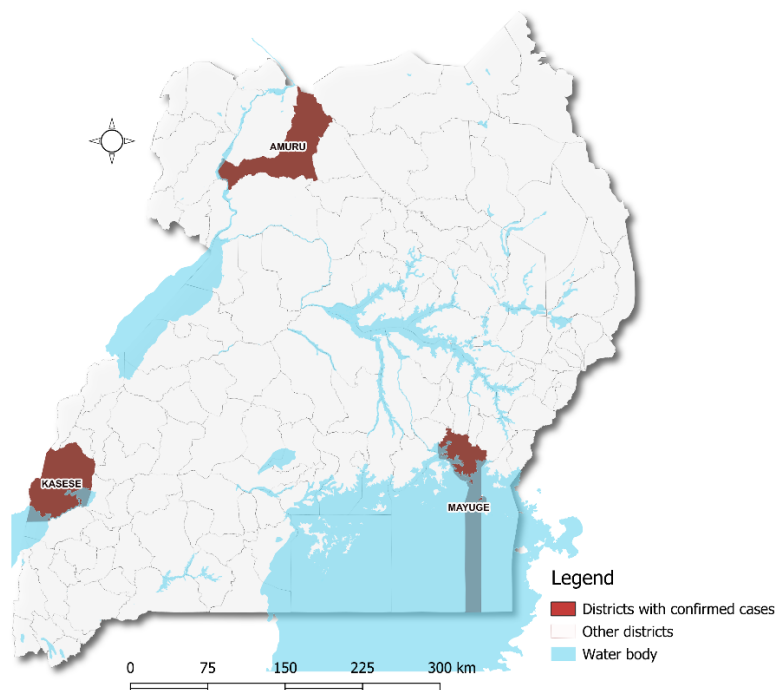 AMURU
KASESE
MAYUGE
Legend
Districts with confirmed cases
Other districts
Water body
0 75 150 225 300 km